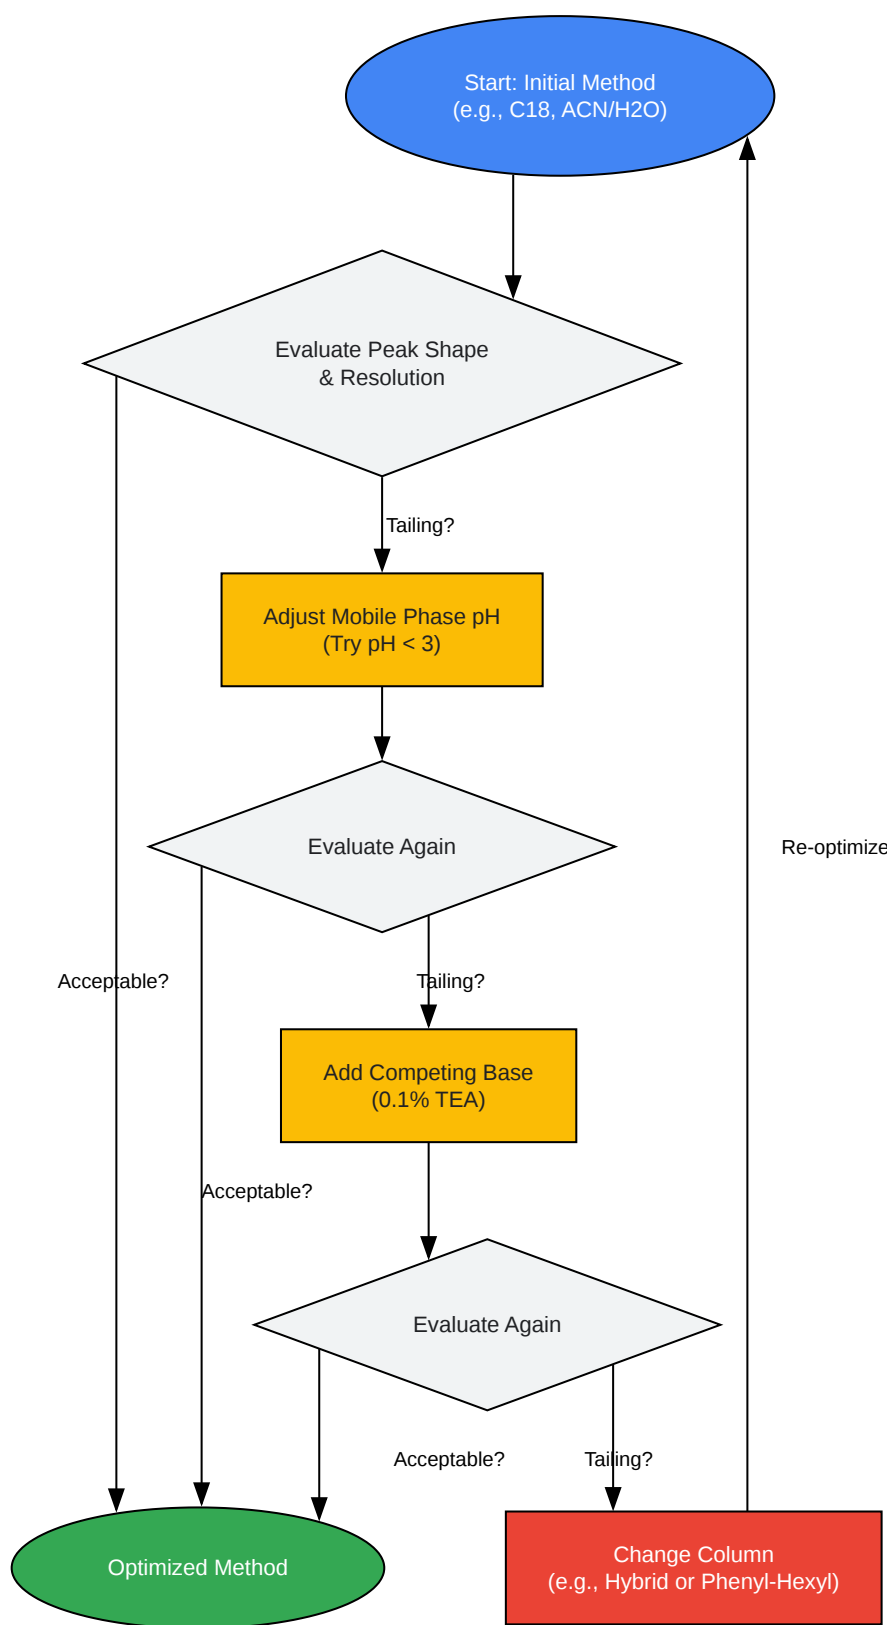 Start: Initial Method
(e.g., C18, ACN/H2O)
Evaluate Peak Shape
& Resolution
Tailing?
Adjust Mobile Phase pH
(Try pH < 3)
Evaluate Again
Re-optimize
Acceptable?
Tailing?
Add Competing Base
(0.1% TEA)
Acceptable?
Evaluate Again
Acceptable?
Tailing?
Optimized Method
Change Column
(e.g., Hybrid or Phenyl-Hexyl)